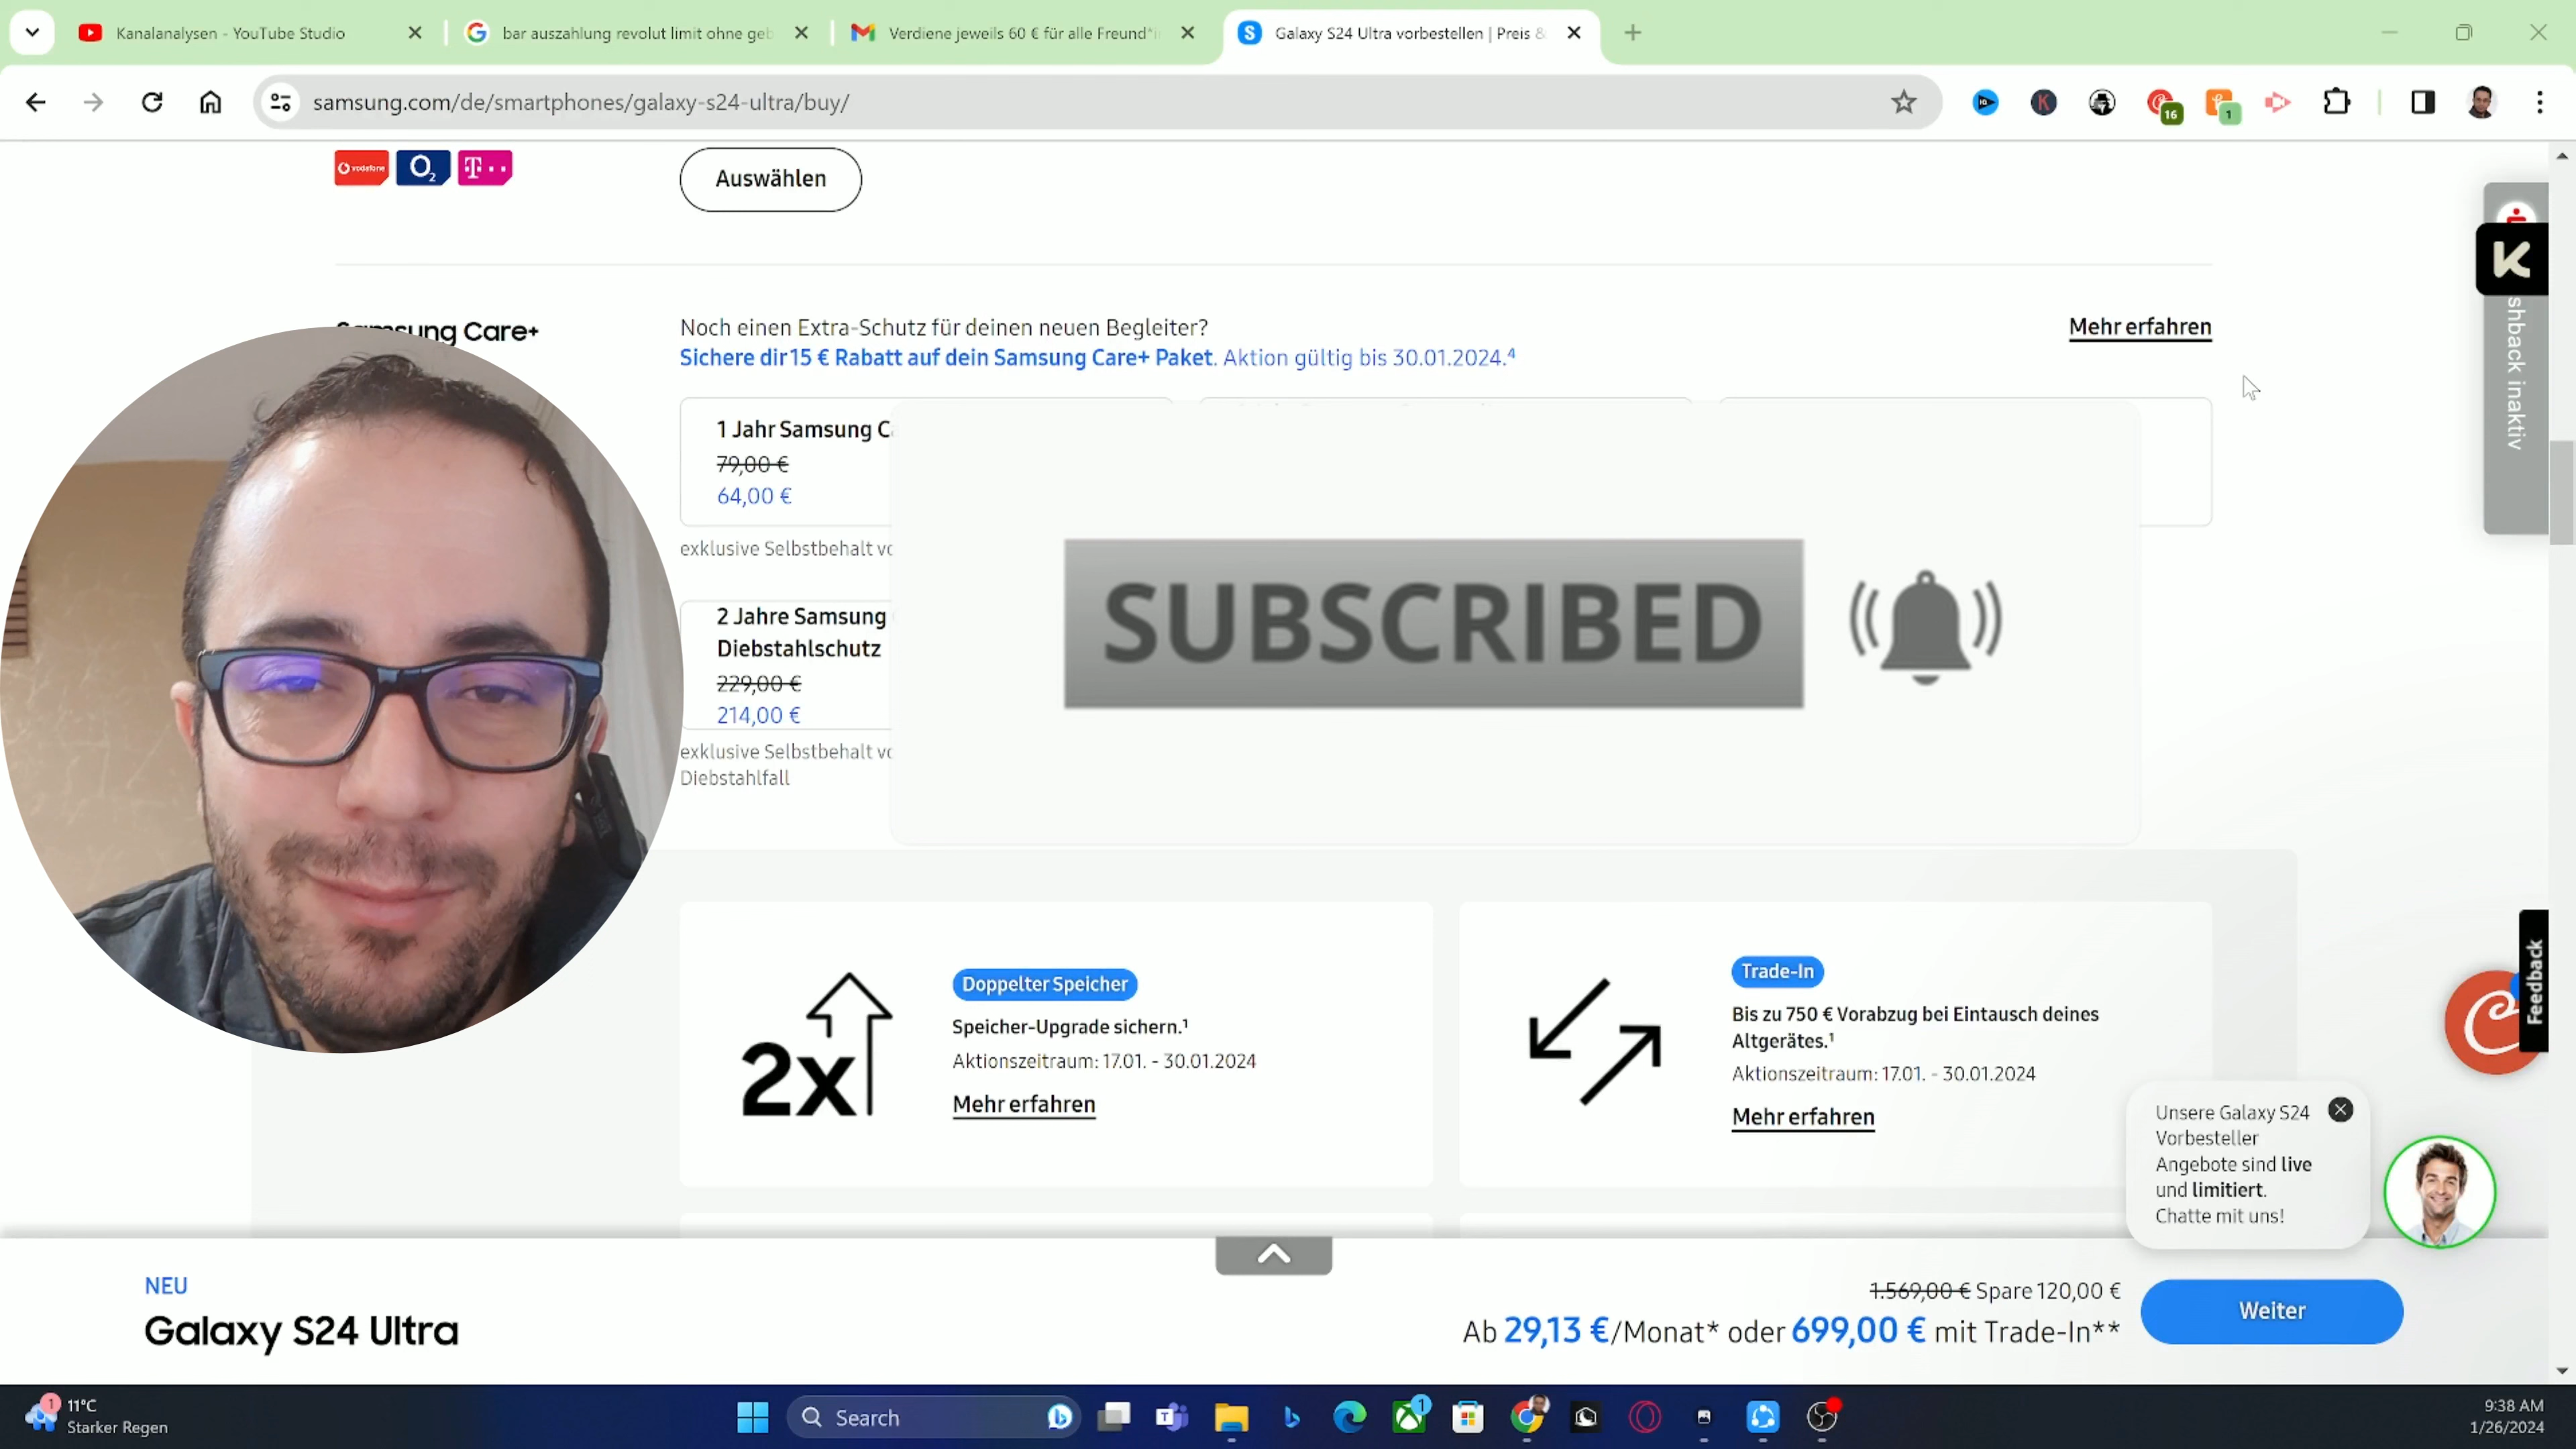 Kanalanalysen - YouTube Studio
bar auszahlung revolut limit ohne geb
Verdiene jeweils 60 € für alle Freund*i
Galaxy S24 Ultra vorbestellen | Preis &
samsung.com/de/smartphones/galaxy-s24-ultra/buy/
16
1
vodafone
O2
T
Auswählen
Samsung Care+
Noch einen Extra-Schutz für deinen neuen Begleiter?
Sichere dir 15 € Rabatt auf dein Samsung Care+ Paket. Aktion gültig bis 30.01.2024.⁴
Mehr erfahren
shback inaktiv
1 Jahr Samsung Ca
79,00 €
64,00 €
exklusive Selbstbehalt vo
2 Jahre Samsung
Diebstahlschutz
229,00 €
214,00 €
exklusive Selbstbehalt vo
Diebstahlfall
SUBSCRIBED
2x
Doppelter Speicher
Speicher-Upgrade sichern.¹
Aktionszeitraum: 17.01. - 30.01.2024
Mehr erfahren
Trade-In
Bis zu 750 € Vorabzug bei Eintausch deines
Altgerätes.¹
Aktionszeitraum: 17.01. - 30.01.2024
Mehr erfahren
Feedback
Unsere Galaxy S24
Vorbesteller
Angebote sind live
und limitiert.
Chatte mit uns!
NEU
Galaxy S24 Ultra
1.569,00 € Spare 120,00 €
Ab 29,13 €/Monat* oder 699,00 € mit Trade-In**
Weiter
1
11°C
Starker Regen
Search
1
9:38 AM
1/26/2024